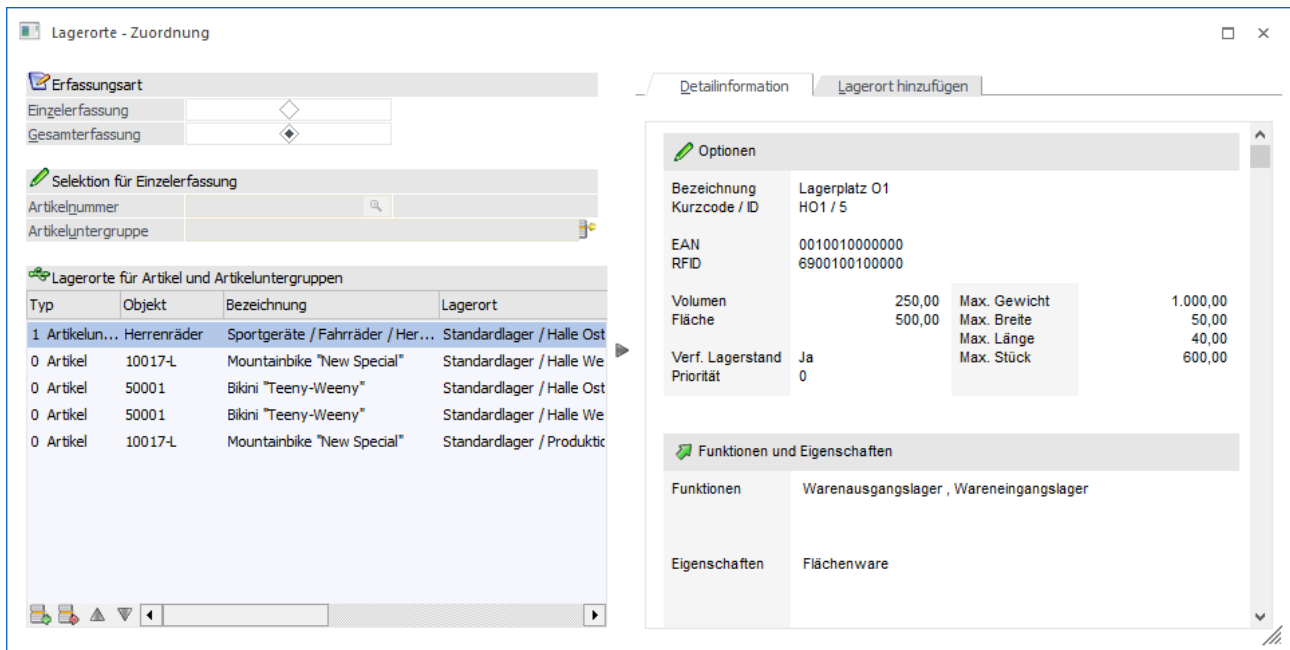 Lagerorte - Zuordnung
Erfassungsart
Einzelerfassung
Gesamterfassung
Selektion für Einzelerfassung
Artikelnummer
Artikeluntergruppe
Lagerorte für Artikel und Artikeluntergruppen
Typ Objekt Bezeichnung Lagerort
1 Artikelun... Herrenräder Sportgeräte / Fahrräder / Her... Standardlager / Halle Ost
0 Artikel 10017-L Mountainbike "New Special" Standardlager / Halle We
0 Artikel 50001 Bikini "Teeny-Weeny" Standardlager / Halle Ost
0 Artikel 50001 Bikini "Teeny-Weeny" Standardlager / Halle We
0 Artikel 10017-L Mountainbike "New Special" Standardlager / Produktic
Detailinformation Lagerort hinzufügen
Optionen
Bezeichnung Lagerplatz O1
Kurzcode / ID HO1 / 5
EAN 0010010000000
RFID 6900100100000
Volumen 250,00 Max. Gewicht 1.000,00
Fläche 500,00 Max. Breite 50,00
Max. Länge 40,00
Verf. Lagerstand Ja Max. Stück 600,00
Priorität 0
Funktionen und Eigenschaften
Funktionen Warenausgangslager , Wareneingangslager
Eigenschaften Flächenware